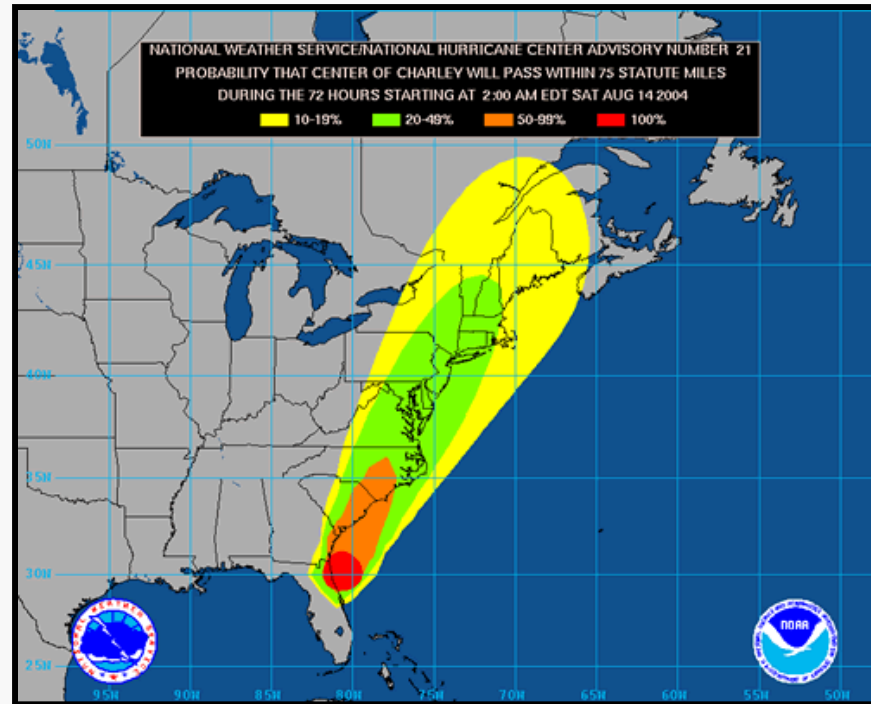 NATIONAL WEATHER SERVICE/NATIONAL HURRICANE CENTER ADVISORY NUMBER 21
PROBABILITY THAT CENTER OF CHARLEY WILL PASS WITHIN 75 STATUTE MILES
DURING THE 72 HOURS STARTING AT 2:00 AM EDT SAT AUG 14 2004
10-19% 20-49% 50-99% 100%
50N
45N
40N
35N
30N
25N
NOAA
95W 90W 85W 80W 75W 70W 65W 60W 55W 50W